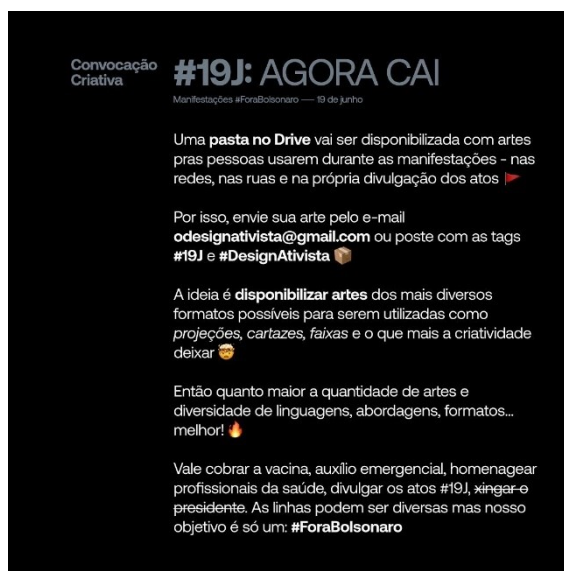 Convocação
Criativa
#19J: AGORA CAI
Manifestações #ForaBolsonaro — 19 de junho
Uma pasta no Drive vai ser disponibilizada com artes
pras pessoas usarem durante as manifestações - nas
redes, nas ruas e na própria divulgação dos atos 🚩
Por isso, envie sua arte pelo e-mail
odesignativista@gmail.com ou poste com as tags
#19J e #DesignAtivista 📦
A ideia é disponibilizar artes dos mais diversos
formatos possíveis para serem utilizadas como
projeções, cartazes, faixas e o que mais a criatividade
deixar 🤯
Então quanto maior a quantidade de artes e
diversidade de linguagens, abordagens, formatos...
melhor! 🔥
Vale cobrar a vacina, auxílio emergencial, homenagear
profissionais da saúde, divulgar os atos #19J, xingar o
presidente. As linhas podem ser diversas mas nosso
objetivo é só um: #ForaBolsonaro